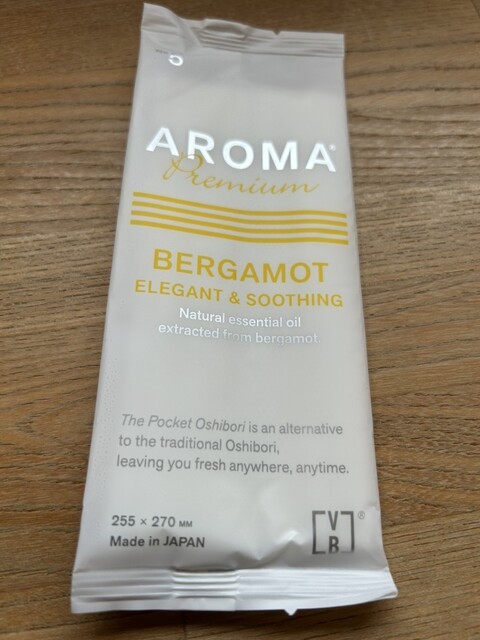 AROMA®
Premium
BERGAMOT
ELEGANT & SOOTHING
Natural essential oil
extracted from bergamot.
The Pocket Oshibori is an alternative
to the traditional Oshibori,
leaving you fresh anywhere, anytime.
255 × 270 MM
Made in JAPAN
VB®